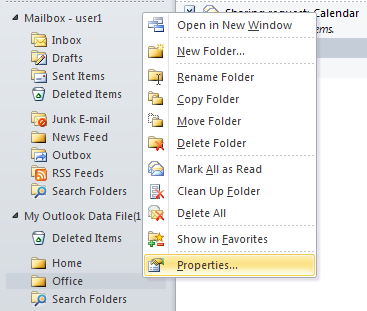 Mailbox - user1
Inbox
Drafts
Sent Items
Deleted Items
Junk E-mail
News Feed
Outbox
RSS Feeds
Search Folders
My Outlook Data File(1
Deleted Items
Home
Office
Search Folders
Open in New Window
New Folder...
Rename Folder
Copy Folder
Move Folder
Delete Folder
Mark All as Read
Clean Up Folder
Delete All
Show in Favorites
Properties...
Sharing request: Calendar